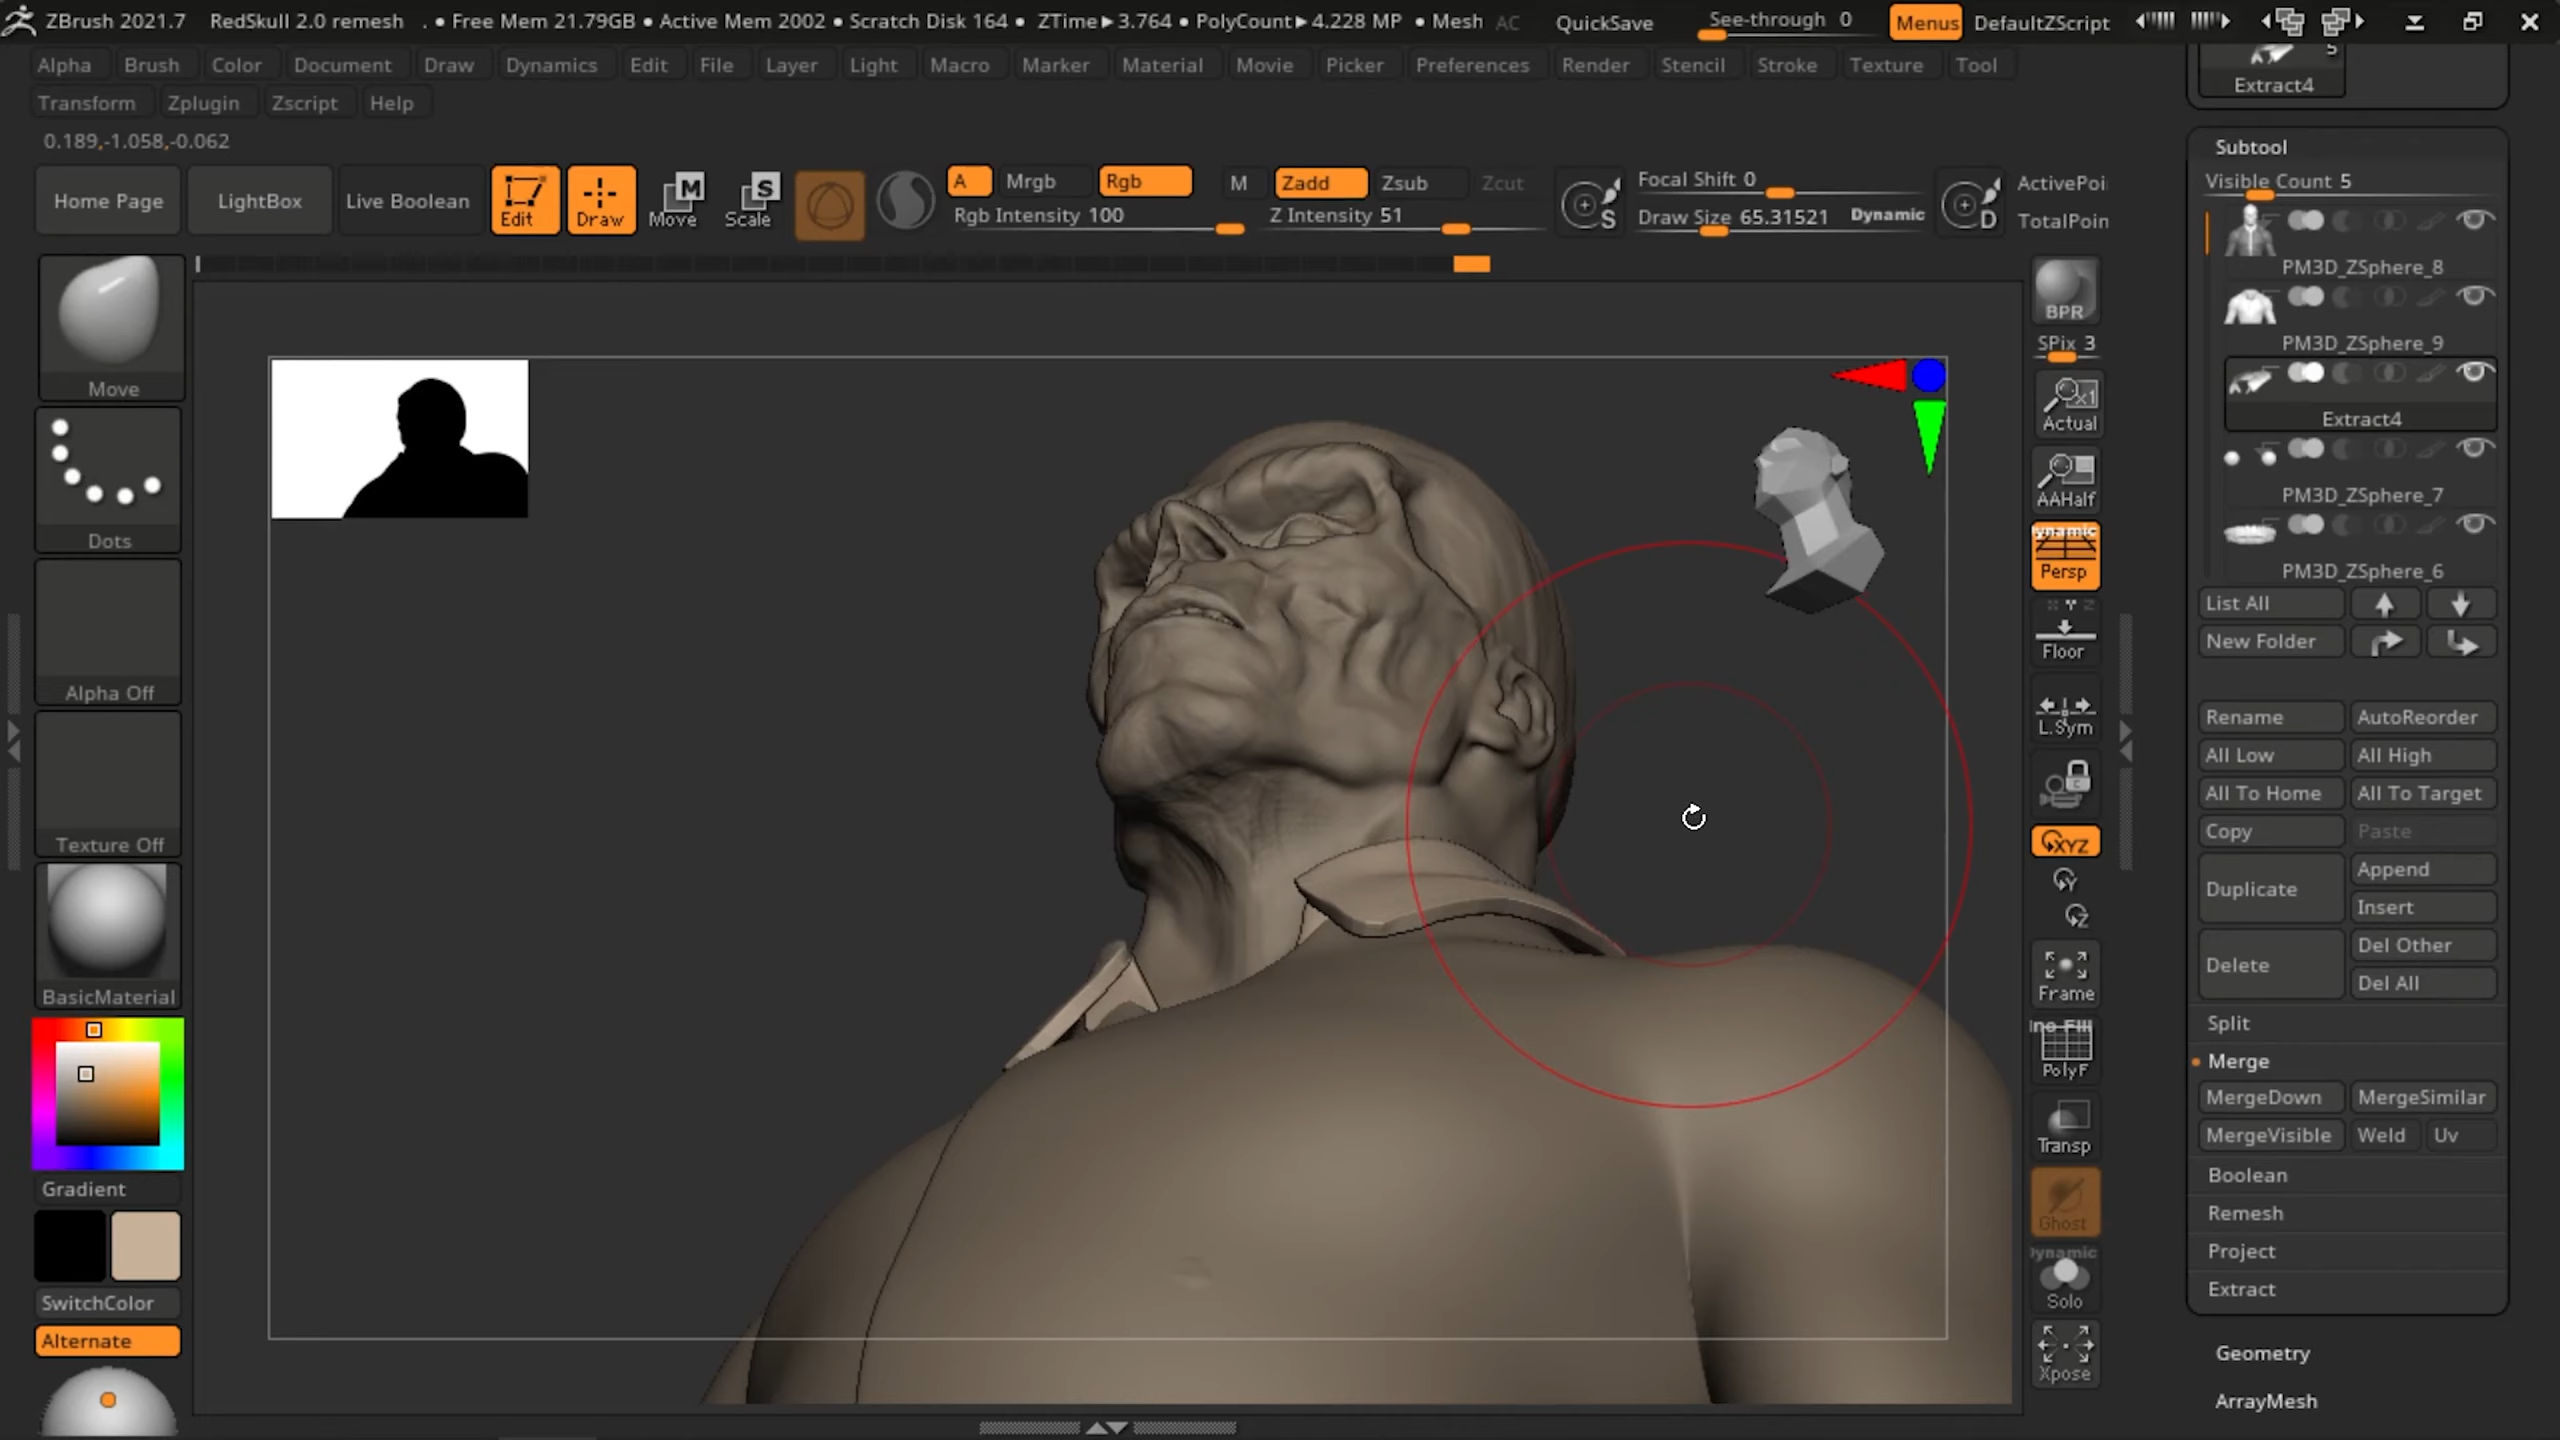 ZBrush 2021.7 RedSkull 2.0 remesh . • Free Mem 21.79GB • Active Mem 2002 • Scratch Disk 164 • ZTime▶3.764 • PolyCount▶4.228 MP • Mesh AC QuickSave See-through 0 Menus DefaultZScript
Alpha Brush Color Document Draw Dynamics Edit File Layer Light Macro Marker Material Movie Picker Preferences Render Stencil Stroke Texture Tool
Transform Zplugin Zscript Help
0.189,-1.058,-0.062
Home Page LightBox Live Boolean Edit Draw Move Scale
M
S
A Mrgb Rgb M Zadd Zsub Zcut
Rgb Intensity 100 Z Intensity 51
S
Focal Shift 0
Draw Size 65.31521 Dynamic
D
ActivePoi
TotalPoin
Move
Dots
Alpha Off
Texture Off
BasicMaterial
Gradient
SwitchColor
Alternate
BPR
SPix 3
x1
Actual
AAHalf
ynamic
Persp
X Y Z
Floor
L.Sym
XYZ
Y
Z
Frame
ino Fill
PolyF
Transp
Ghost
Dynamic
Solo
Xpose
5
Extract4
Subtool
Visible Count 5
PM3D_ZSphere_8
PM3D_ZSphere_9
Extract4
PM3D_ZSphere_7
PM3D_ZSphere_6
List All
New Folder
Rename AutoReorder
All Low All High
All To Home All To Target
Copy Paste
Duplicate Append
Insert
Delete Del Other
Del All
Split
Merge
MergeDown MergeSimilar
MergeVisible Weld Uv
Boolean
Remesh
Project
Extract
Geometry
ArrayMesh